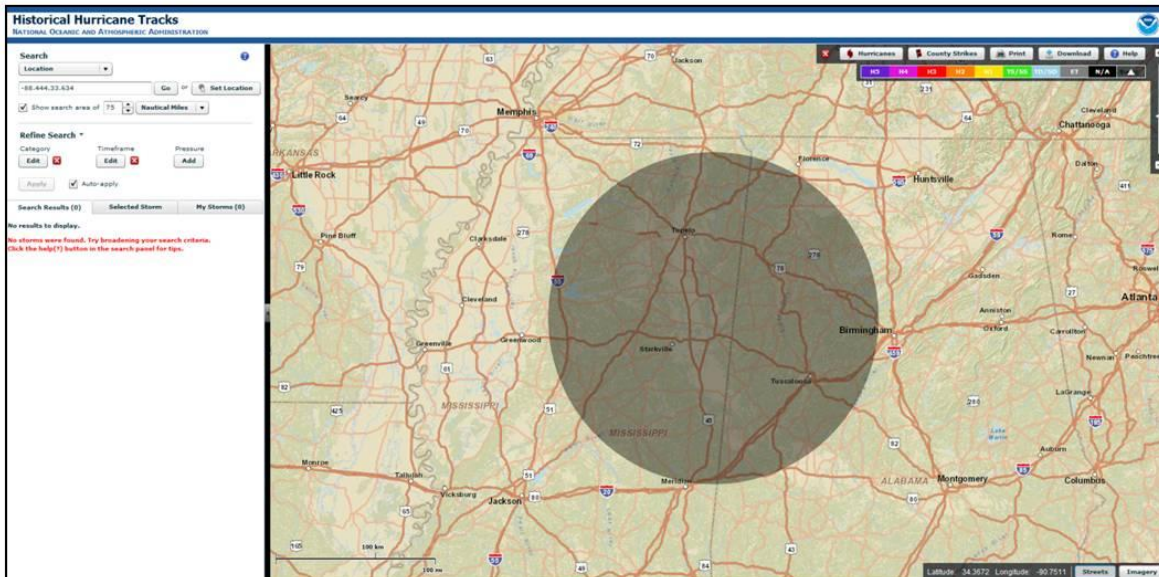 Historical Hurricane Tracks
NATIONAL OCEANIC AND ATMOSPHERIC ADMINISTRATION
Search
Location
-88.444.33.634 Go or Set Location
Show search area of 75 Nautical Miles
Refine Search
Category Timeframe Pressure
Edit Edit Add
Apply Auto-apply
Search Results (0) Selected Storm My Storms (0)
No results to display.
No storms were found. Try broadening your search criteria.
Click the help(?) button in the search panel for tips.
Hurricanes County Strikes Print Download Help
H5 H4 H3 H2 H1 TS/SS TD/SD ET N/A
Jackson
Searcy
Memphis
Cleveland
Chattanooga
ARKANSAS
Little Rock
Florence
Huntsville
Dalton
Pine Bluff
Clarksdale
Tupelo
Rome
Gadsden
Roswell
Cleveland
Anniston
Oxford
Atlanta
Birmingham
Carrollton
Greenville
Greenwood
Starkville
Newnan
Peachtree
Tuscaloosa
LaGrange
MISSISSIPPI
MISSISSIPPI
Lake Martin
Auburn
Monroe
Tallulah
Vicksburg
Jackson
Meridian
ALABAMA
Montgomery
Columbus
100 km
100 mi
Latitude: 34.3672 Longitude: -90.7511 Streets Imagery